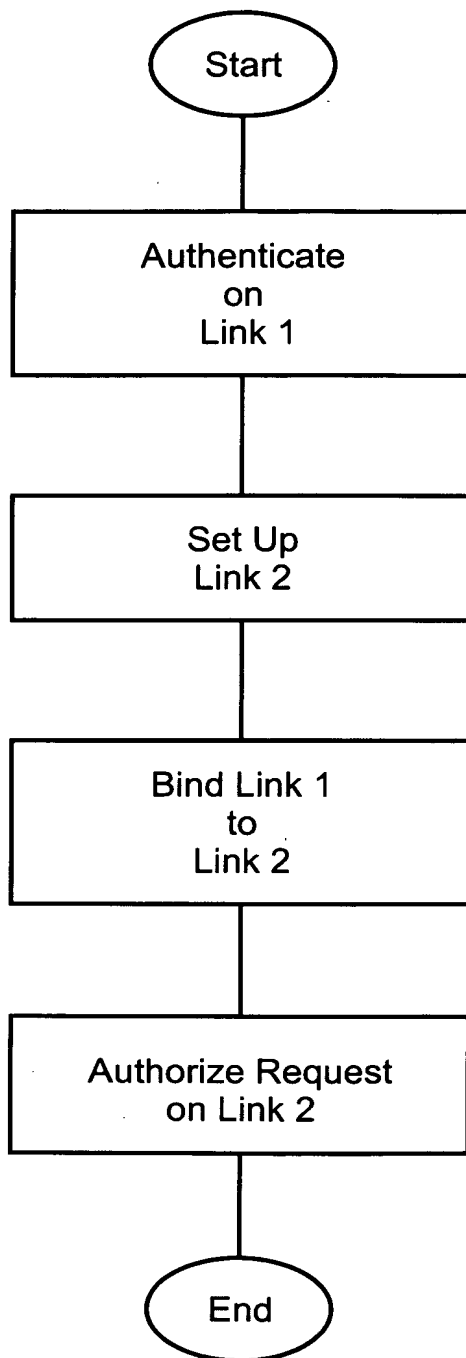 Start
Authenticate
on
Link 1
Set Up
Link 2
Bind Link 1
to
Link 2
Authorize Request
on Link 2
End